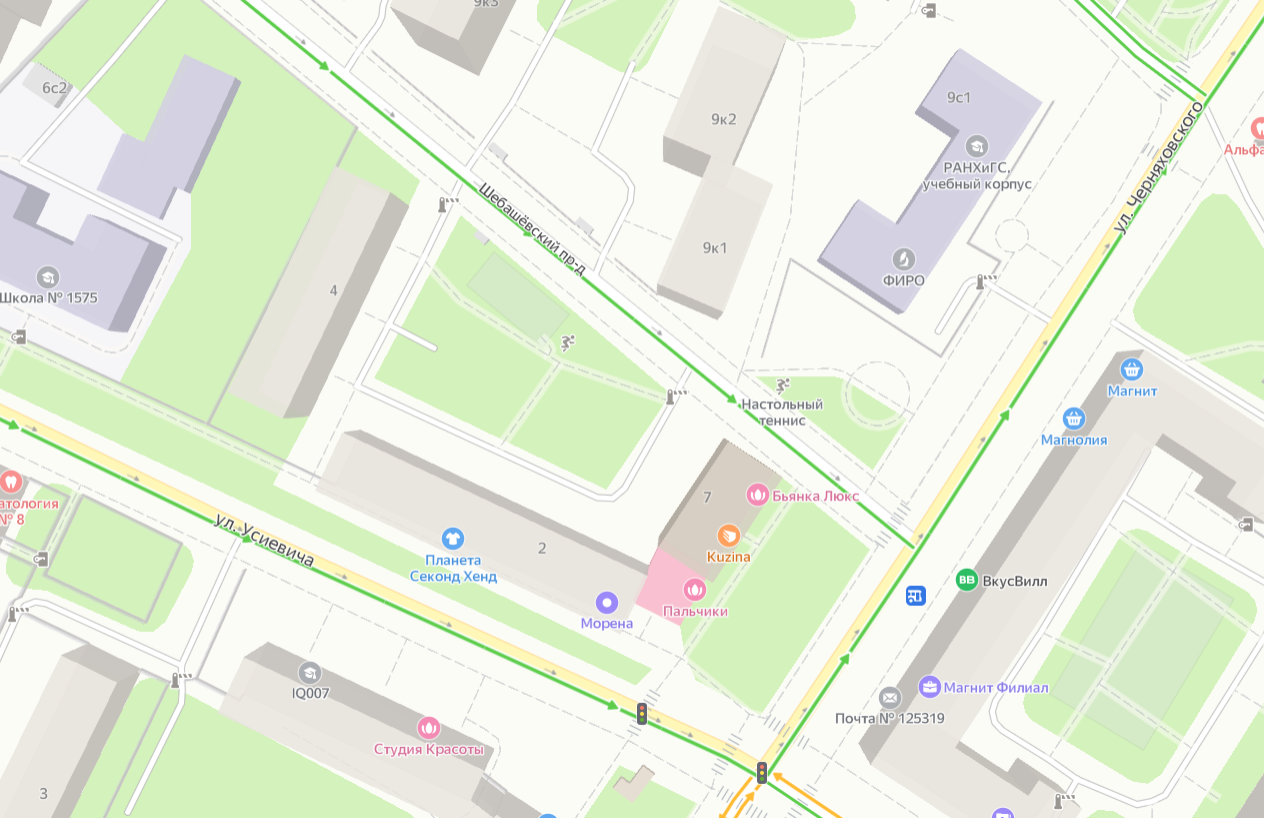 9к3
6с2
9к2
9с1
ул. Черняховского
РАНХиГС,
учебный корпус
Альфа
Шебашёвский пр-д
9к1
ФИРО
Школа № 1575
4
Магнит
Настольный
теннис
Магнолия
атология
№ 8
7
Бьянка Люкс
ул. Усиевича
2
Kuzina
Планета
Секонд Хенд
ВВ
ВкусВилл
Пальчики
Морена
IQ007
Магнит Филиал
Почта № 125319
Студия Красоты
3